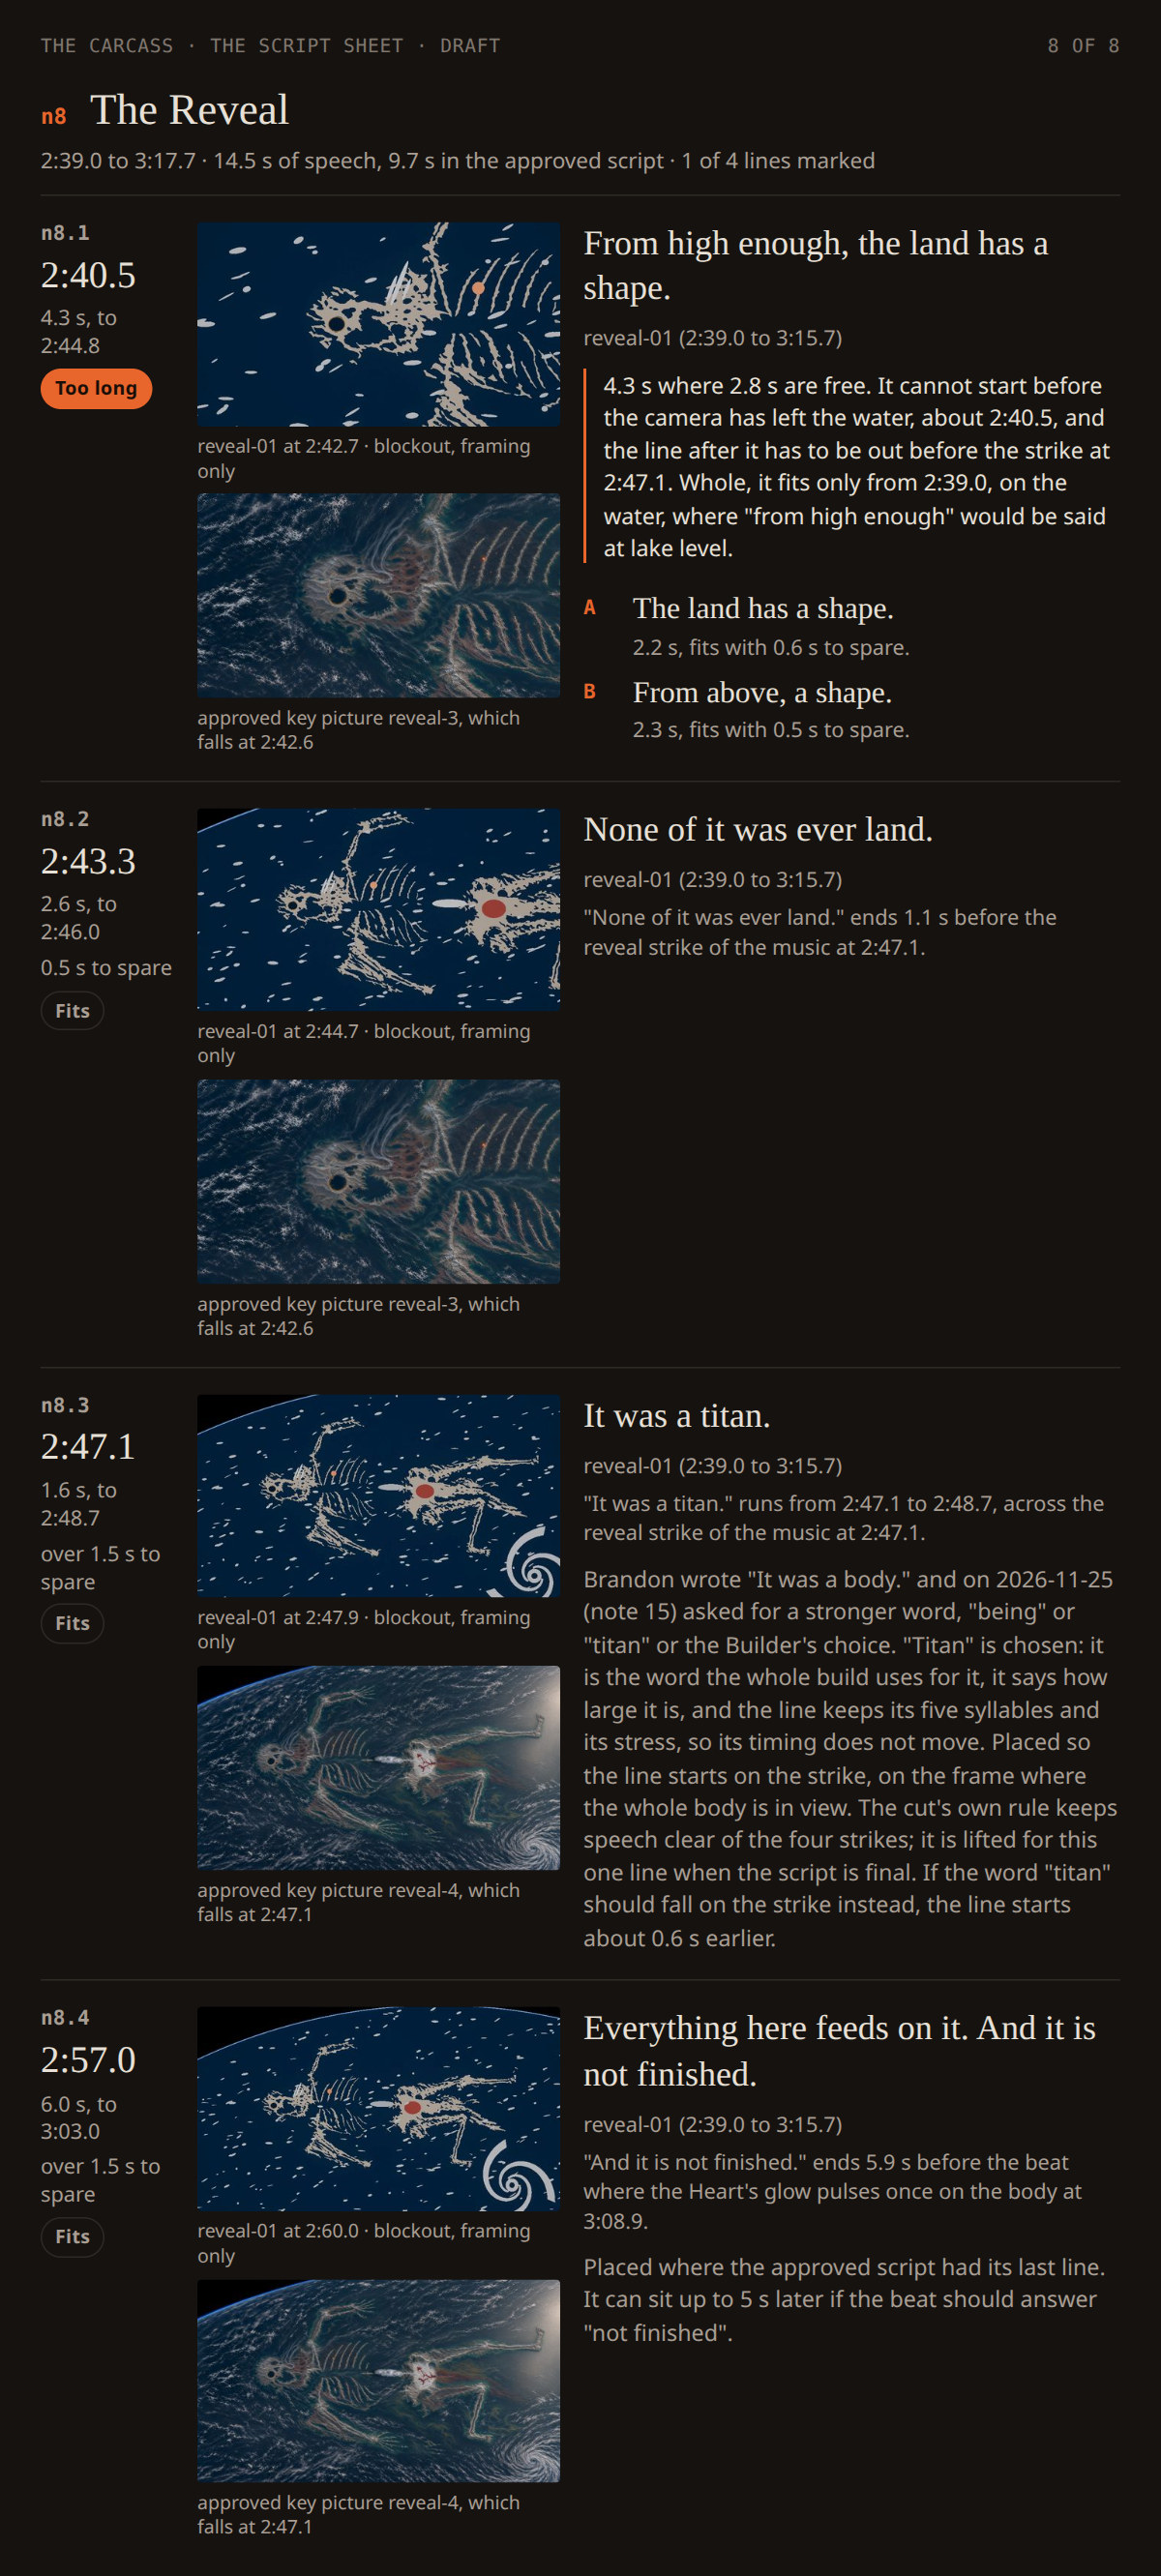 THE CARCASS · THE SCRIPT SHEET · DRAFT
8 OF 8
n8 The Reveal
2:39.0 to 3:17.7 · 14.5 s of speech, 9.7 s in the approved script · 1 of 4 lines marked
n8.1
2:40.5
4.3 s, to
2:44.8
Too long
reveal-01 at 2:42.7 · blockout, framing
only
approved key picture reveal-3, which
falls at 2:42.6
From high enough, the land has a
shape.
reveal-01 (2:39.0 to 3:15.7)
4.3 s where 2.8 s are free. It cannot start before
the camera has left the water, about 2:40.5, and
the line after it has to be out before the strike at
2:47.1. Whole, it fits only from 2:39.0, on the
water, where "from high enough" would be said
at lake level.
A The land has a shape.
2.2 s, fits with 0.6 s to spare.
B From above, a shape.
2.3 s, fits with 0.5 s to spare.
n8.2
2:43.3
2.6 s, to
2:46.0
0.5 s to spare
Fits
reveal-01 at 2:44.7 · blockout, framing
only
approved key picture reveal-3, which
falls at 2:42.6
None of it was ever land.
reveal-01 (2:39.0 to 3:15.7)
"None of it was ever land." ends 1.1 s before the
reveal strike of the music at 2:47.1.
n8.3
2:47.1
1.6 s, to
2:48.7
over 1.5 s to
spare
Fits
reveal-01 at 2:47.9 · blockout, framing
only
approved key picture reveal-4, which
falls at 2:47.1
It was a titan.
reveal-01 (2:39.0 to 3:15.7)
"It was a titan." runs from 2:47.1 to 2:48.7, across the
reveal strike of the music at 2:47.1.
Brandon wrote "It was a body." and on 2026-11-25
(note 15) asked for a stronger word, "being" or
"titan" or the Builder's choice. "Titan" is chosen: it
is the word the whole build uses for it, it says how
large it is, and the line keeps its five syllables and
its stress, so its timing does not move. Placed so
the line starts on the strike, on the frame where
the whole body is in view. The cut's own rule keeps
speech clear of the four strikes; it is lifted for this
one line when the script is final. If the word "titan"
should fall on the strike instead, the line starts
about 0.6 s earlier.
n8.4
2:57.0
6.0 s, to
3:03.0
over 1.5 s to
spare
Fits
reveal-01 at 2:60.0 · blockout, framing
only
approved key picture reveal-4, which
falls at 2:47.1
Everything here feeds on it. And it is
not finished.
reveal-01 (2:39.0 to 3:15.7)
"And it is not finished." ends 5.9 s before the beat
where the Heart's glow pulses once on the body at
3:08.9.
Placed where the approved script had its last line.
It can sit up to 5 s later if the beat should answer
"not finished".